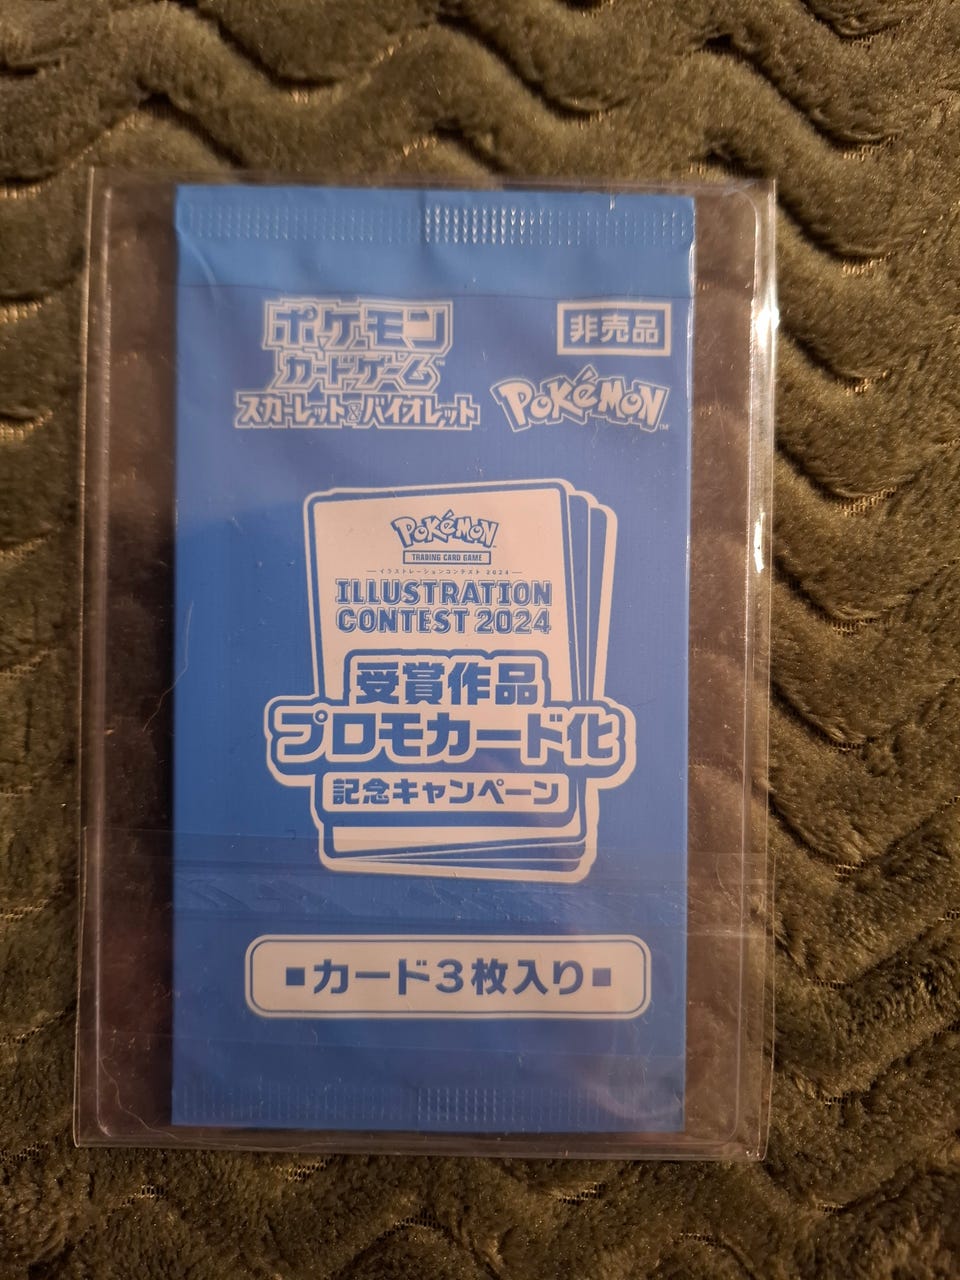 ポケモン
カードゲーム™
スカーレット&バイオレット
非売品
POKéMON™
POKéMON
TRADING CARD GAME
イラストレーションコンテスト 2024
ILLUSTRATION
CONTEST 2024
受賞作品
プロモカード化
記念キャンペーン
■カード3枚入り■